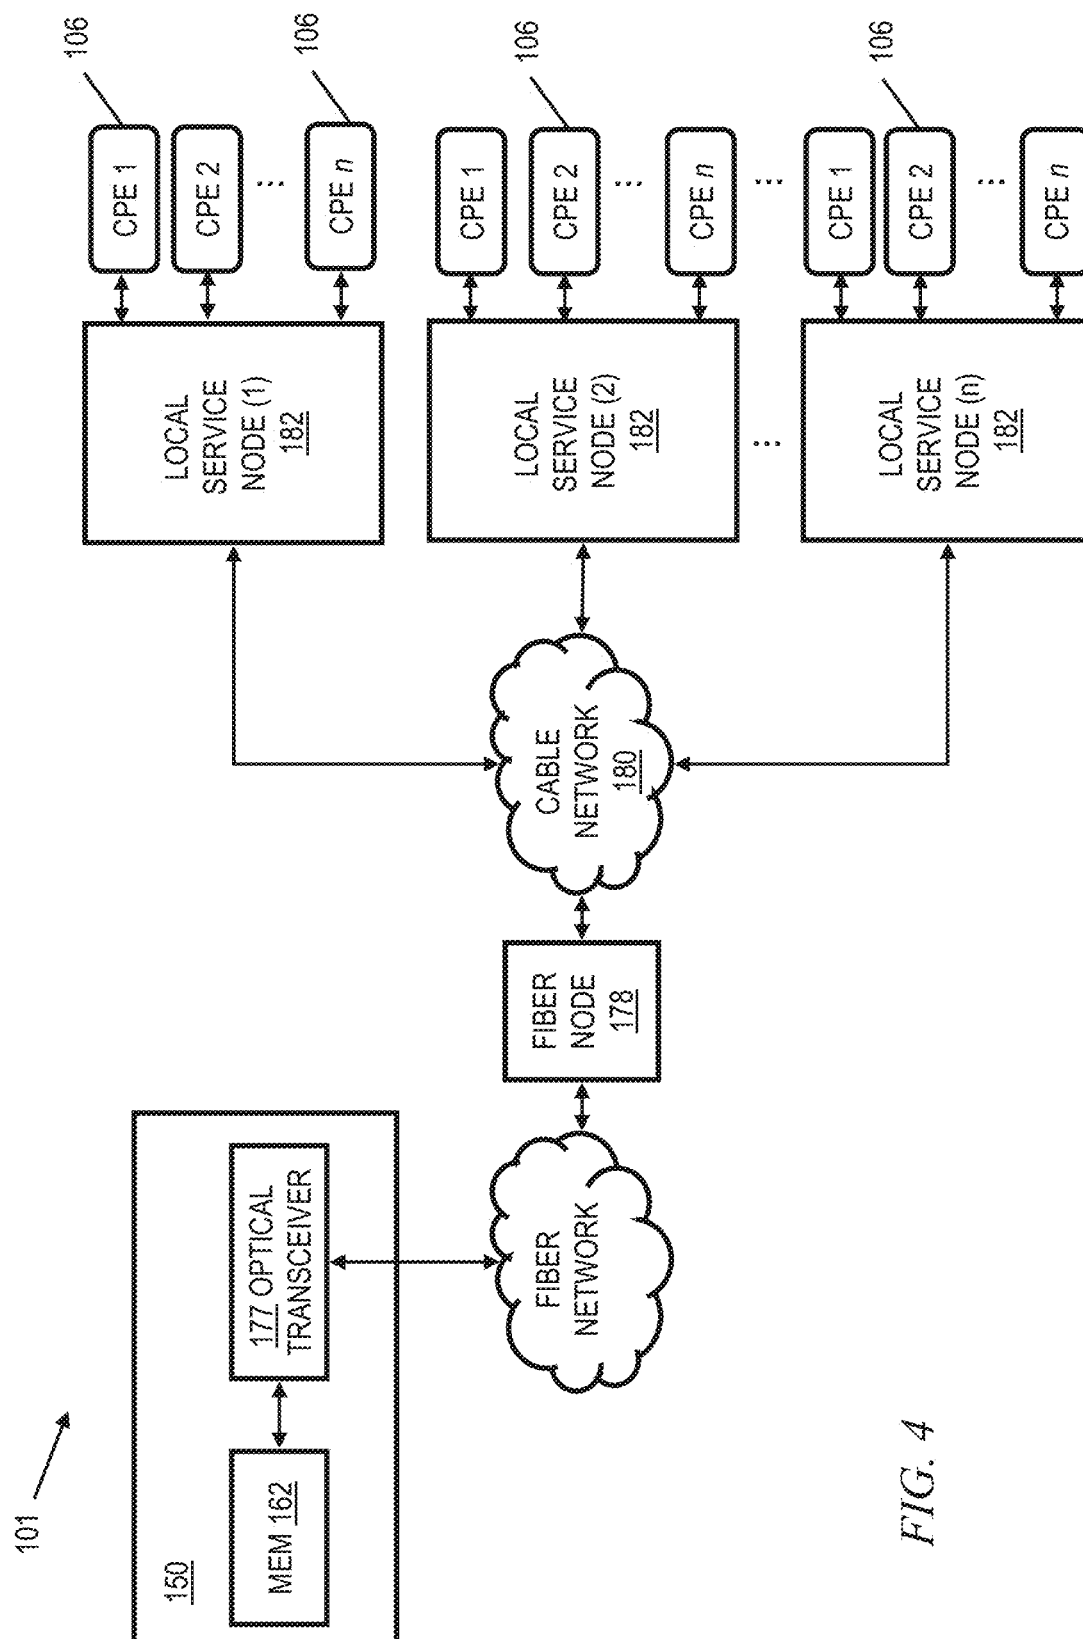 101
150
MEM 162
177 OPTICAL
TRANSCEIVER
FIBER
NETWORK
FIBER
NODE
178
CABLE
NETWORK
180
LOCAL
SERVICE
NODE (1)
182
CPE 1
106
CPE 2
...
CPE n
106
LOCAL
SERVICE
NODE (2)
182
CPE 1
CPE 2
106
...
CPE n
...
...
LOCAL
SERVICE
NODE (n)
182
CPE 1
CPE 2
106
...
CPE n
FIG. 4